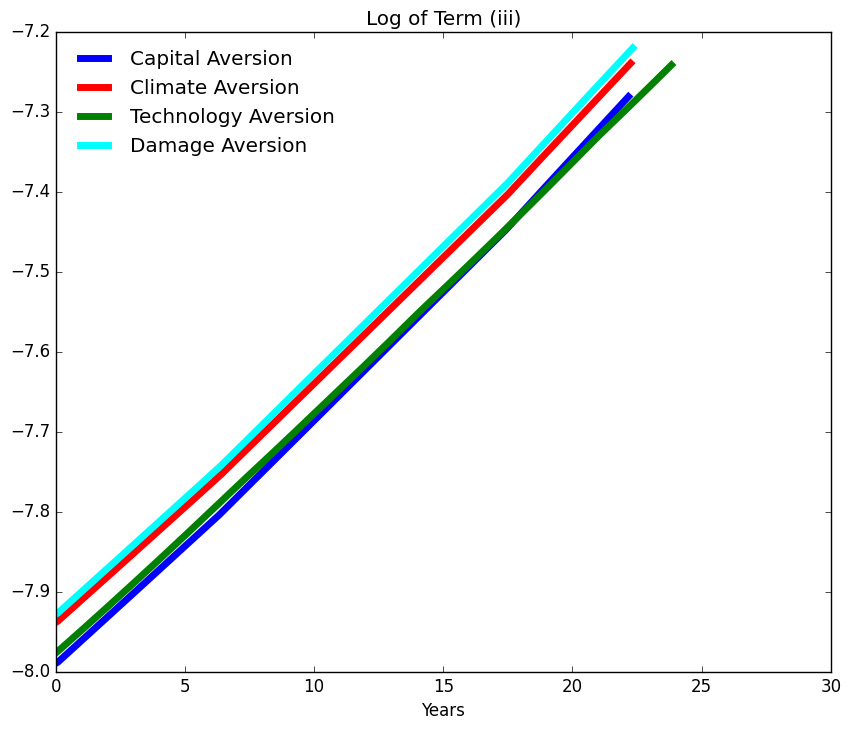 Log of Term (iii)
−7.2
−7.3
−7.4
−7.5
−7.6
−7.7
−7.8
−7.9
−8.0
Capital Aversion
Climate Aversion
Technology Aversion
Damage Aversion
0 5 10 15 20 25 30
Years